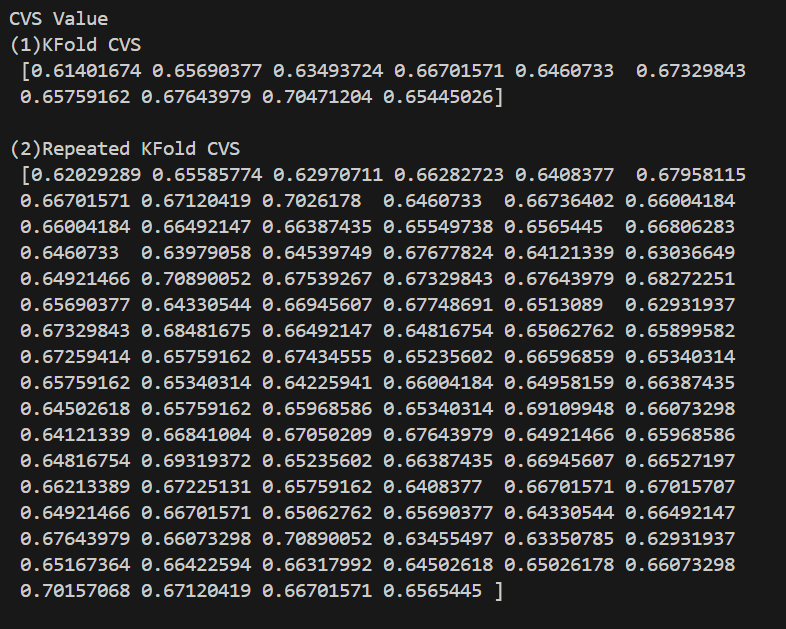 CVS Value
(1)KFold CVS
[0.61401674 0.65690377 0.63493724 0.66701571 0.6460733  0.67329843
0.65759162 0.67643979 0.70471204 0.65445026]
(2)Repeated KFold CVS
[0.62029289 0.65585774 0.62970711 0.66282723 0.6408377  0.67958115
0.66701571 0.67120419 0.7026178  0.6460733  0.66736402 0.66004184
0.66004184 0.66492147 0.66387435 0.65549738 0.6565445  0.66806283
0.6460733  0.63979058 0.64539749 0.67677824 0.64121339 0.63036649
0.64921466 0.70890052 0.67539267 0.67329843 0.67643979 0.68272251
0.65690377 0.64330544 0.66945607 0.67748691 0.6513089  0.62931937
0.67329843 0.68481675 0.66492147 0.64816754 0.65062762 0.65899582
0.67259414 0.65759162 0.67434555 0.65235602 0.66596859 0.65340314
0.65759162 0.65340314 0.64225941 0.66004184 0.64958159 0.66387435
0.64502618 0.65759162 0.65968586 0.65340314 0.69109948 0.66073298
0.64121339 0.66841004 0.67050209 0.67643979 0.64921466 0.65968586
0.64816754 0.69319372 0.65235602 0.66387435 0.66945607 0.66527197
0.66213389 0.67225131 0.65759162 0.6408377  0.66701571 0.67015707
0.64921466 0.66701571 0.65062762 0.65690377 0.64330544 0.66492147
0.67643979 0.66073298 0.70890052 0.63455497 0.63350785 0.62931937
0.65167364 0.66422594 0.66317992 0.64502618 0.65026178 0.66073298
0.70157068 0.67120419 0.66701571 0.6565445 ]